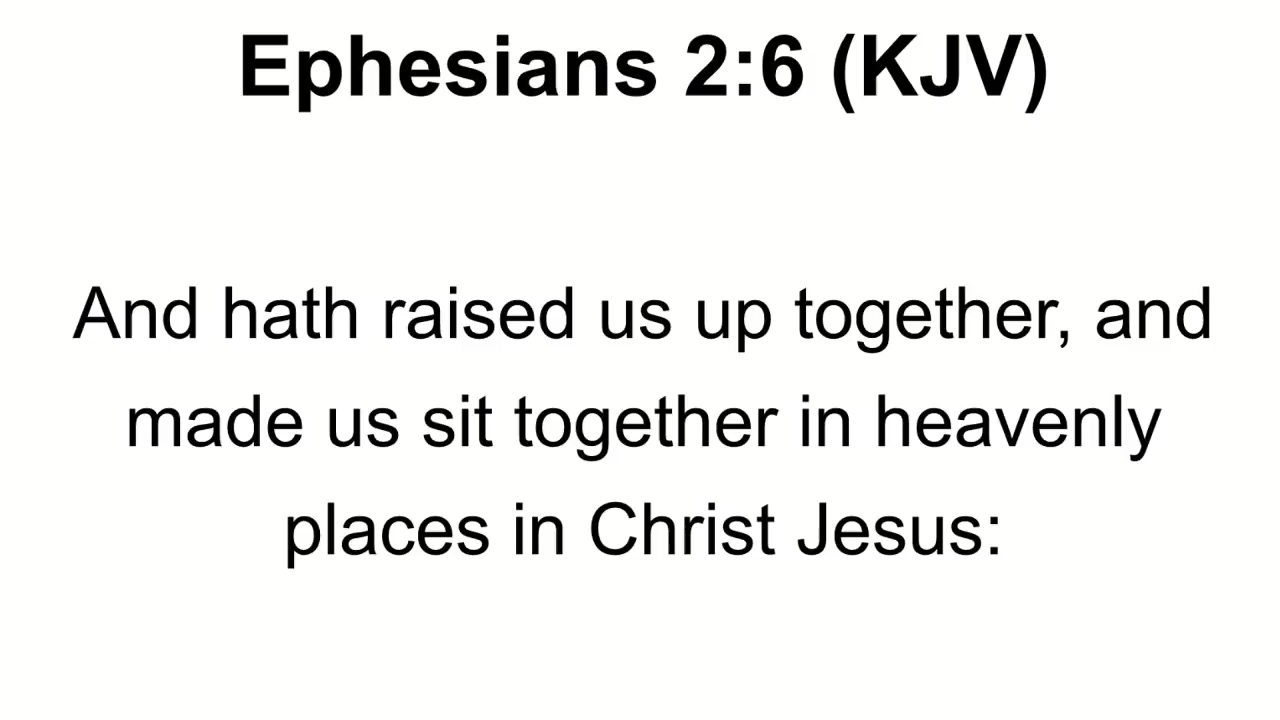 Ephesians 2:6 (KJV)
And hath raised us up together, and
made us sit together in heavenly
places in Christ Jesus: